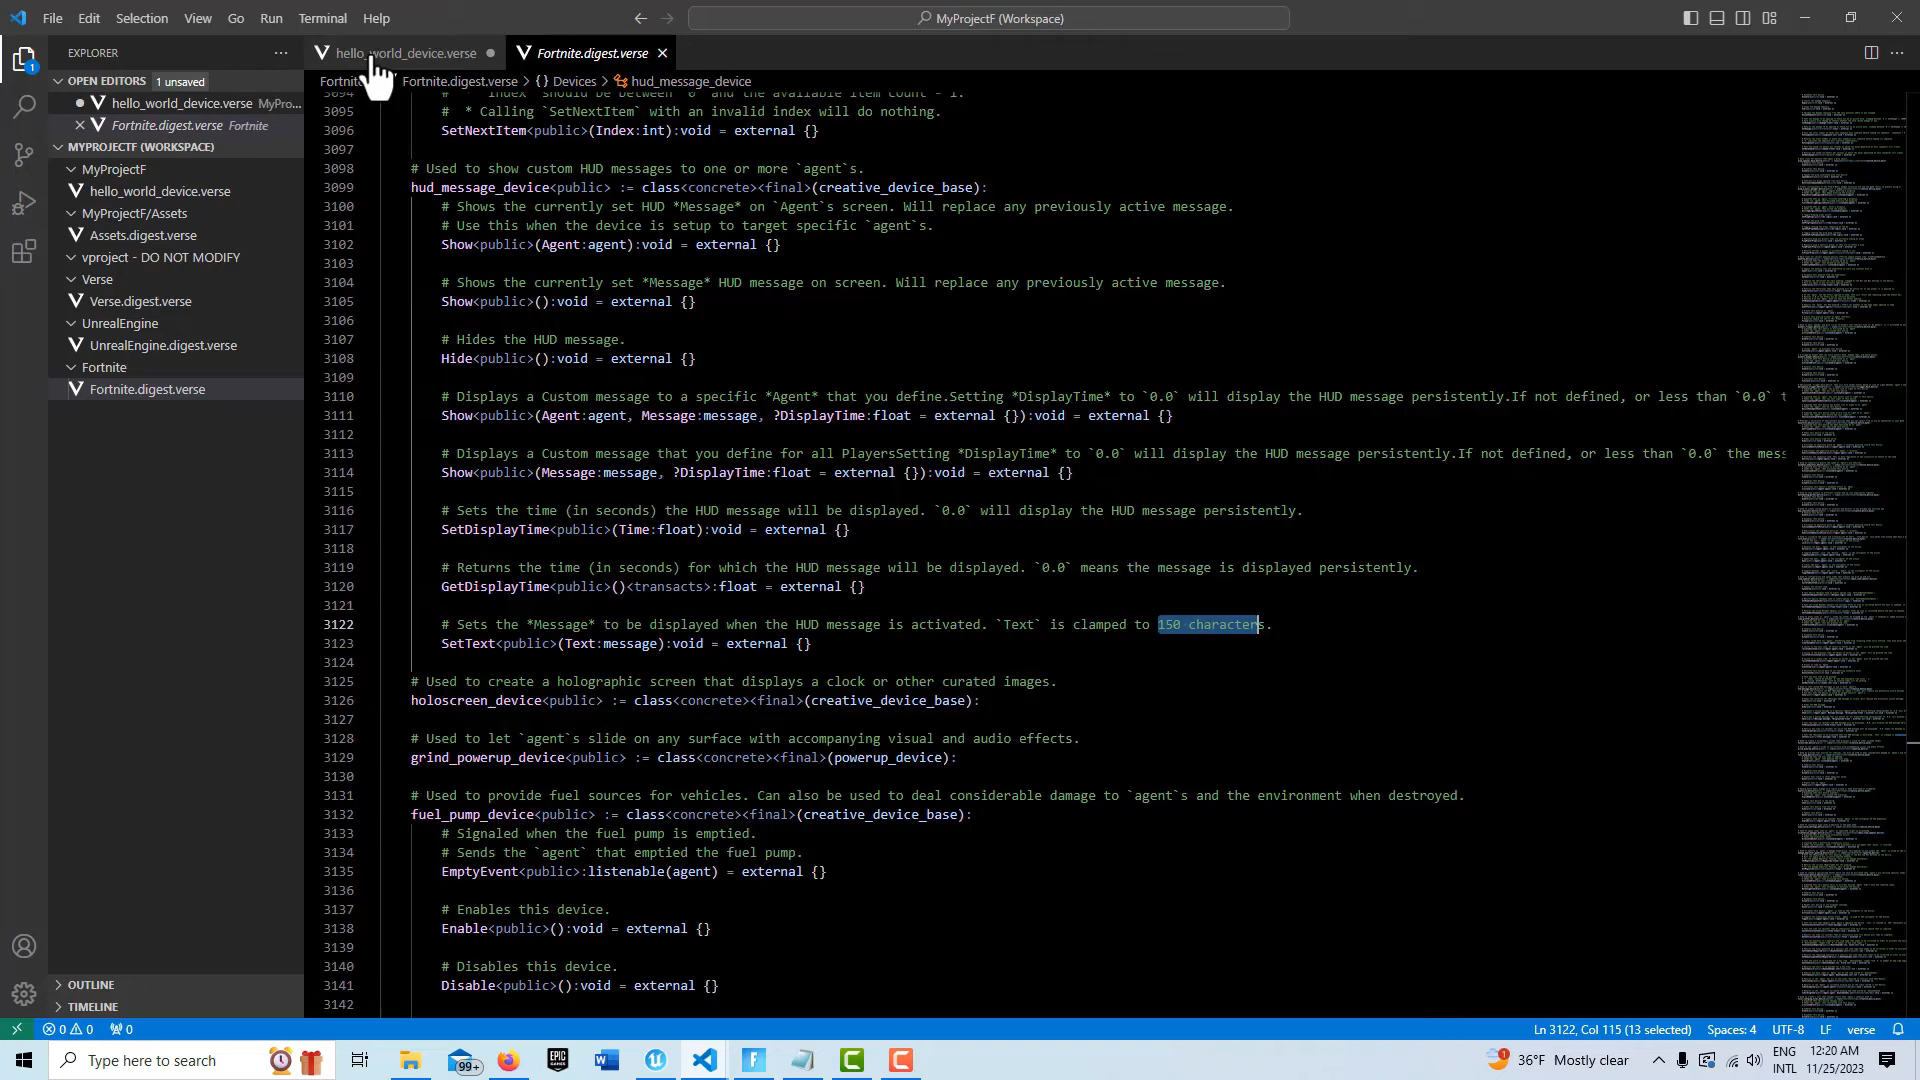 File Edit Selection View Go Run Terminal Help
MyProjectF (Workspace)
EXPLORER
hello_world_device.verse
Fortnite.digest.verse
OPEN EDITORS 1 unsaved
hello_world_device.verse MyPro...
Fortnite.digest.verse Fortnite
MYPROJECTF (WORKSPACE)
MyProjectF
hello_world_device.verse
MyProjectF/Assets
Assets.digest.verse
vproject - DO NOT MODIFY
Verse
Verse.digest.verse
UnrealEngine
UnrealEngine.digest.verse
Fortnite
Fortnite.digest.verse
OUTLINE
TIMELINE
Fortnite.digest.verse > {} Devices > hud_message_device
3094 # * `Index` should be between `0` and the available item count - 1.
3095 # * Calling `SetNextItem` with an invalid index will do nothing.
3096 SetNextItem<public>(Index:int):void = external {}
3097
3098 # Used to show custom HUD messages to one or more `agent`s.
3099 hud_message_device<public> := class<concrete><final>(creative_device_base):
3100 # Shows the currently set HUD *Message* on `Agent`s screen. Will replace any previously active message.
3101 # Use this when the device is setup to target specific `agent`s.
3102 Show<public>(Agent:agent):void = external {}
3103
3104 # Shows the currently set *Message* HUD message on screen. Will replace any previously active message.
3105 Show<public>():void = external {}
3106
3107 # Hides the HUD message.
3108 Hide<public>():void = external {}
3109
3110 # Displays a Custom message to a specific *Agent* that you define.Setting *DisplayTime* to `0.0` will display the HUD message persistently.If not defined, or less than `0.0` t
3111 Show<public>(Agent:agent, Message:message, ?DisplayTime:float = external {}):void = external {}
3112
3113 # Displays a Custom message that you define for all PlayersSetting *DisplayTime* to `0.0` will display the HUD message persistently.If not defined, or less than `0.0` the mess
3114 Show<public>(Message:message, ?DisplayTime:float = external {}):void = external {}
3115
3116 # Sets the time (in seconds) the HUD message will be displayed. `0.0` will display the HUD message persistently.
3117 SetDisplayTime<public>(Time:float):void = external {}
3118
3119 # Returns the time (in seconds) for which the HUD message will be displayed. `0.0` means the message is displayed persistently.
3120 GetDisplayTime<public>()<transacts>:float = external {}
3121
3122 # Sets the *Message* to be displayed when the HUD message is activated. `Text` is clamped to 150 characters.
3123 SetText<public>(Text:message):void = external {}
3124
3125 # Used to create a holographic screen that displays a clock or other curated images.
3126 holoscreen_device<public> := class<concrete><final>(creative_device_base):
3127
3128 # Used to let `agent`s slide on any surface with accompanying visual and audio effects.
3129 grind_powerup_device<public> := class<concrete><final>(powerup_device):
3130
3131 # Used to provide fuel sources for vehicles. Can also be used to deal considerable damage to `agent`s and the environment when destroyed.
3132 fuel_pump_device<public> := class<concrete><final>(creative_device_base):
3133 # Signaled when the fuel pump is emptied.
3134 # Sends the `agent` that emptied the fuel pump.
3135 EmptyEvent<public>:listenable(agent) = external {}
3136
3137 # Enables this device.
3138 Enable<public>():void = external {}
3139
3140 # Disables this device.
3141 Disable<public>():void = external {}
3142
0 0 0
Ln 3122, Col 115 (13 selected) Spaces: 4 UTF-8 LF verse
Type here to search
99+
EPIC GAMES
36°F Mostly clear
ENG INTL
12:20 AM 11/25/2023